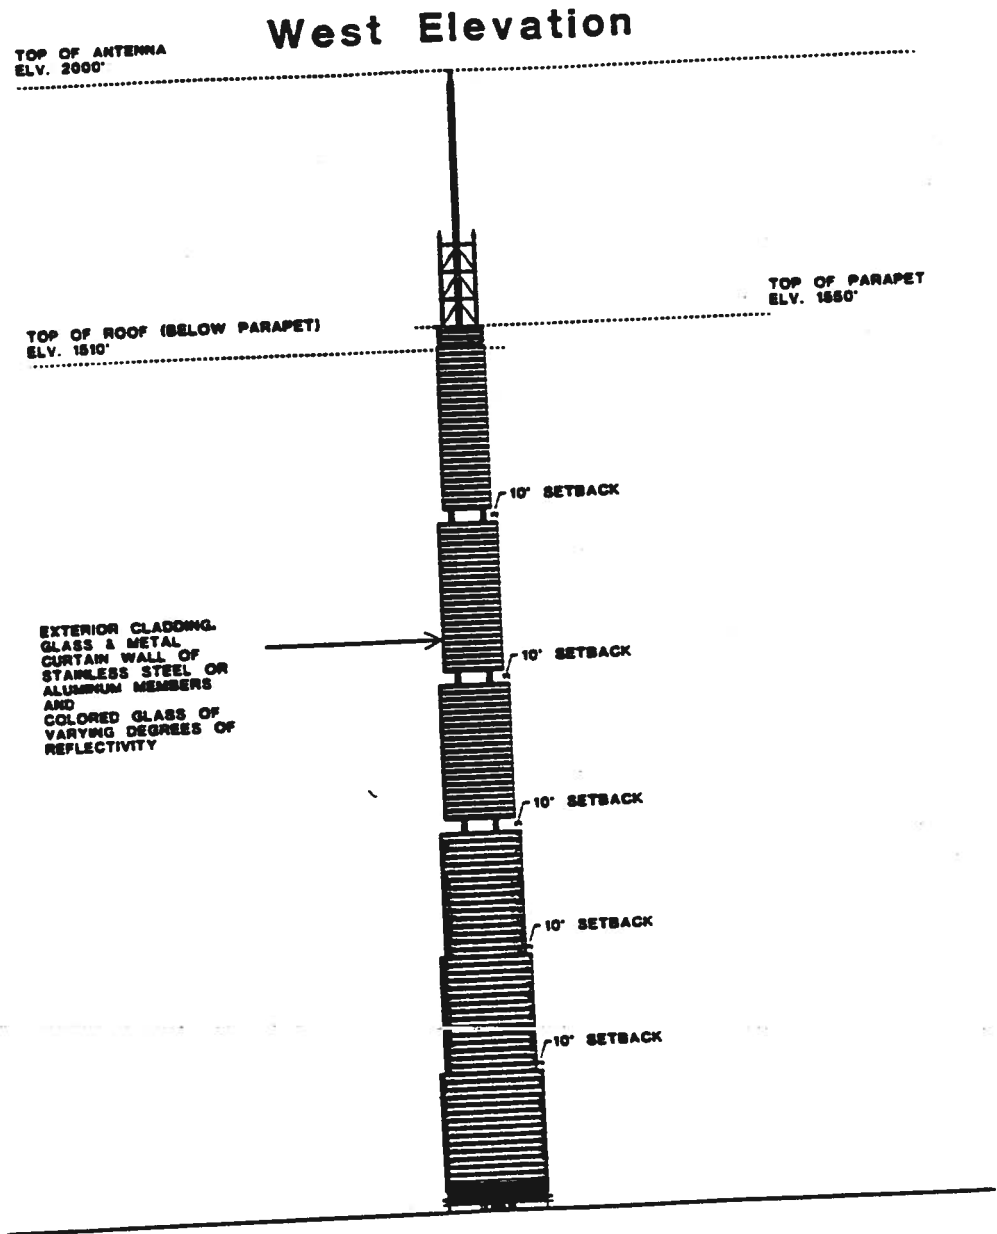 West Elevation
TOP OF ANTENNA
ELV. 2000'
TOP OF PARAPET
ELV. 1550'
TOP OF ROOF (BELOW PARAPET)
ELV. 1510'
10' SETBACK
EXTERIOR CLADDING.
GLASS & METAL
CURTAIN WALL OF
STAINLESS STEEL OR
ALUMINUM MEMBERS
AND
COLORED GLASS OF
VARYING DEGREES OF
REFLECTIVITY
10' SETBACK
10' SETBACK
10' SETBACK
10' SETBACK